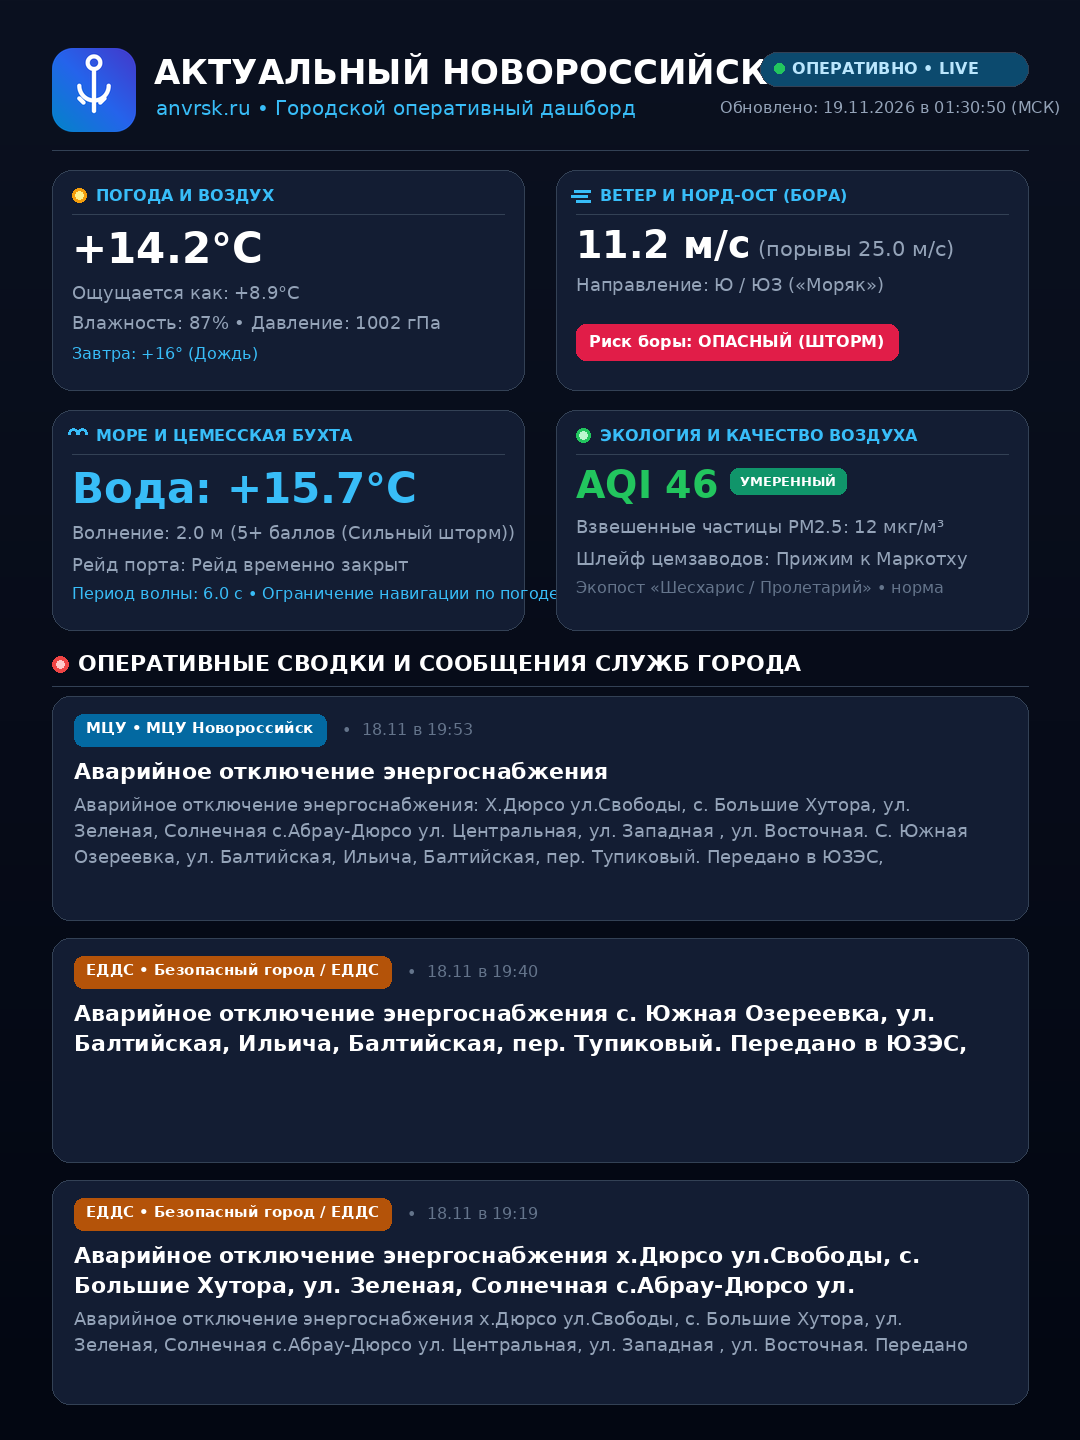 АКТУАЛЬНЫЙ НОВОРОССИЙСК
ОПЕРАТИВНО • LIVE
anvrsk.ru • Городской оперативный дашборд
Обновлено: 19.11.2026 в 01:30:50 (МСК)
ПОГОДА И ВОЗДУХ
+14.2°C
Ощущается как: +8.9°C
Влажность: 87% • Давление: 1002 гПа
Завтра: +16° (Дождь)
ВЕТЕР И НОРД-ОСТ (БОРА)
11.2 м/с (порывы 25.0 м/с)
Направление: Ю / ЮЗ («Моряк»)
Риск боры: ОПАСНЫЙ (ШТОРМ)
МОРЕ И ЦЕМЕССКАЯ БУХТА
Вода: +15.7°C
Волнение: 2.0 м (5+ баллов (Сильный шторм))
Рейд порта: Рейд временно закрыт
Период волны: 6.0 с • Ограничение навигации по погоде
ЭКОЛОГИЯ И КАЧЕСТВО ВОЗДУХА
AQI 46 УМЕРЕННЫЙ
Взвешенные частицы PM2.5: 12 мкг/м³
Шлейф цемзаводов: Прижим к Маркотху
Экопост «Шесхарис / Пролетарий» • норма
ОПЕРАТИВНЫЕ СВОДКИ И СООБЩЕНИЯ СЛУЖБ ГОРОДА
МЦУ • МЦУ Новороссийск • 18.11 в 19:53
Аварийное отключение энергоснабжения
Аварийное отключение энергоснабжения: Х.Дюрсо ул.Свободы, с. Большие Хутора, ул.
Зеленая, Солнечная с.Абрау-Дюрсо ул. Центральная, ул. Западная , ул. Восточная. С. Южная
Озереевка, ул. Балтийская, Ильича, Балтийская, пер. Тупиковый. Передано в ЮЗЭС,
ЕДДС • Безопасный город / ЕДДС • 18.11 в 19:40
Аварийное отключение энергоснабжения с. Южная Озереевка, ул.
Балтийская, Ильича, Балтийская, пер. Тупиковый. Передано в ЮЗЭС,
ЕДДС • Безопасный город / ЕДДС • 18.11 в 19:19
Аварийное отключение энергоснабжения х.Дюрсо ул.Свободы, с.
Большие Хутора, ул. Зеленая, Солнечная с.Абрау-Дюрсо ул.
Аварийное отключение энергоснабжения х.Дюрсо ул.Свободы, с. Большие Хутора, ул.
Зеленая, Солнечная с.Абрау-Дюрсо ул. Центральная, ул. Западная , ул. Восточная. Передано